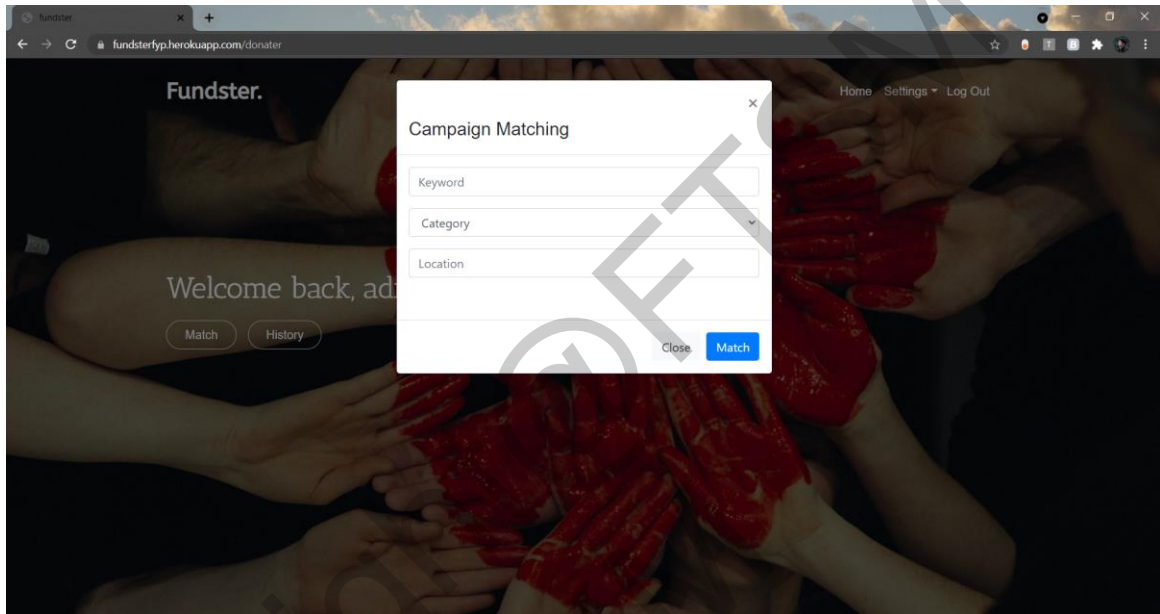 fundster
fundsterfyp.herokuapp.com/donater
Fundster.
Home Settings Log Out
Campaign Matching
Keyword
Category
Location
Welcome back, ad
Match History
Close Match